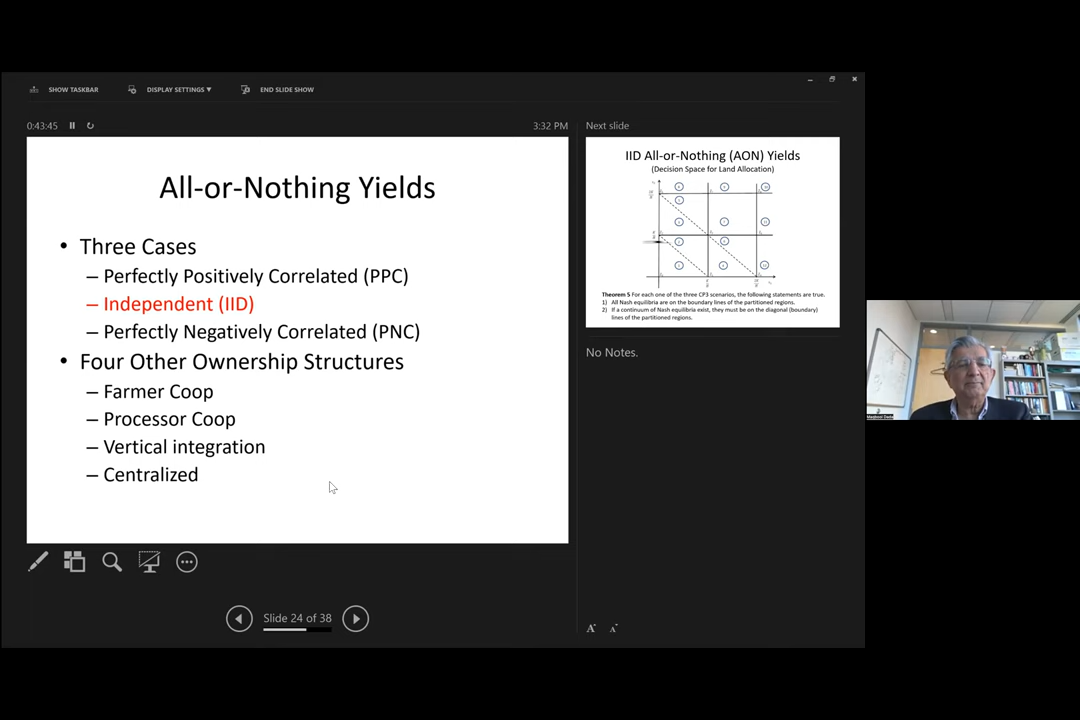 SHOW TASKBAR
DISPLAY SETTINGS ▼
END SLIDE SHOW
0:43:45
3:32 PM
All-or-Nothing Yields
• Three Cases
– Perfectly Positively Correlated (PPC)
– Independent (IID)
– Perfectly Negatively Correlated (PNC)
• Four Other Ownership Structures
– Farmer Coop
– Processor Coop
– Vertical integration
– Centralized
Slide 24 of 38
Next slide
IID All-or-Nothing (AON) Yields
(Decision Space for Land Allocation)
Theorem 5 For each one of the three CP3 scenarios, the following statements are true.
1) All Nash equilibria are on the boundary lines of the partitioned regions.
2) If a continuum of Nash equilibria exist, they must be on the diagonal (boundary)
lines of the partitioned regions.
No Notes.
A
A
Maqbool Dada